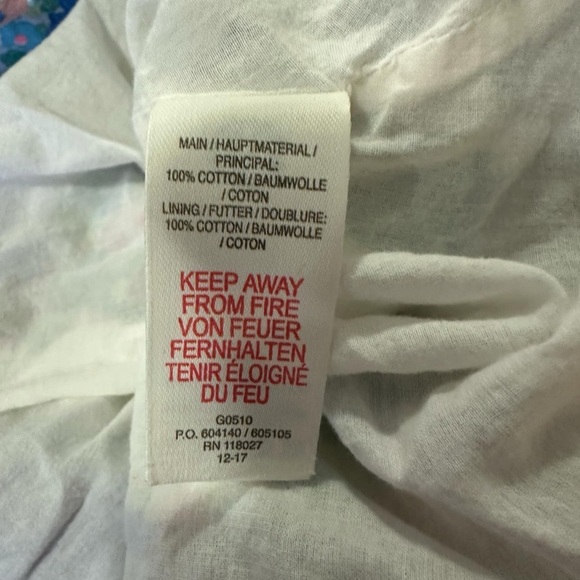 MAIN / HAUPTMATERIAL /
PRINCIPAL:
100% COTTON / BAUMWOLLE
/ COTON
LINING / FUTTER / DOUBLURE:
100% COTTON / BAUMWOLLE
/ COTON
KEEP AWAY
FROM FIRE
VON FEUER
FERNHALTEN
TENIR ÉLOIGNÉ
DU FEU
G0510
P.O. 604140 / 605105
RN 118027
12-17